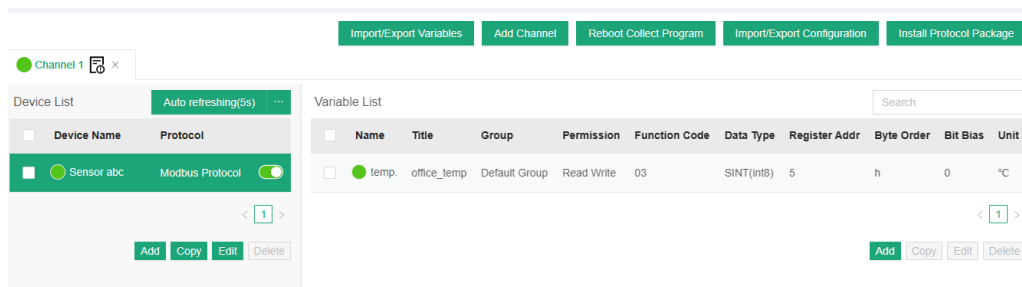 Import/Export Variables Add Channel Reboot Collect Program Import/Export Configuration Install Protocol Package
Channel 1 ×
Device List Auto refreshing(5s) ···
Device Name Protocol
Sensor abc Modbus Protocol
< 1 >
Add Copy Edit Delete
Variable List Search
Name Title Group Permission Function Code Data Type Register Addr Byte Order Bit Bias Unit
temp. office_temp Default Group Read Write 03 SINT(int8) 5 h 0 °C
< 1 >
Add Copy Edit Delete